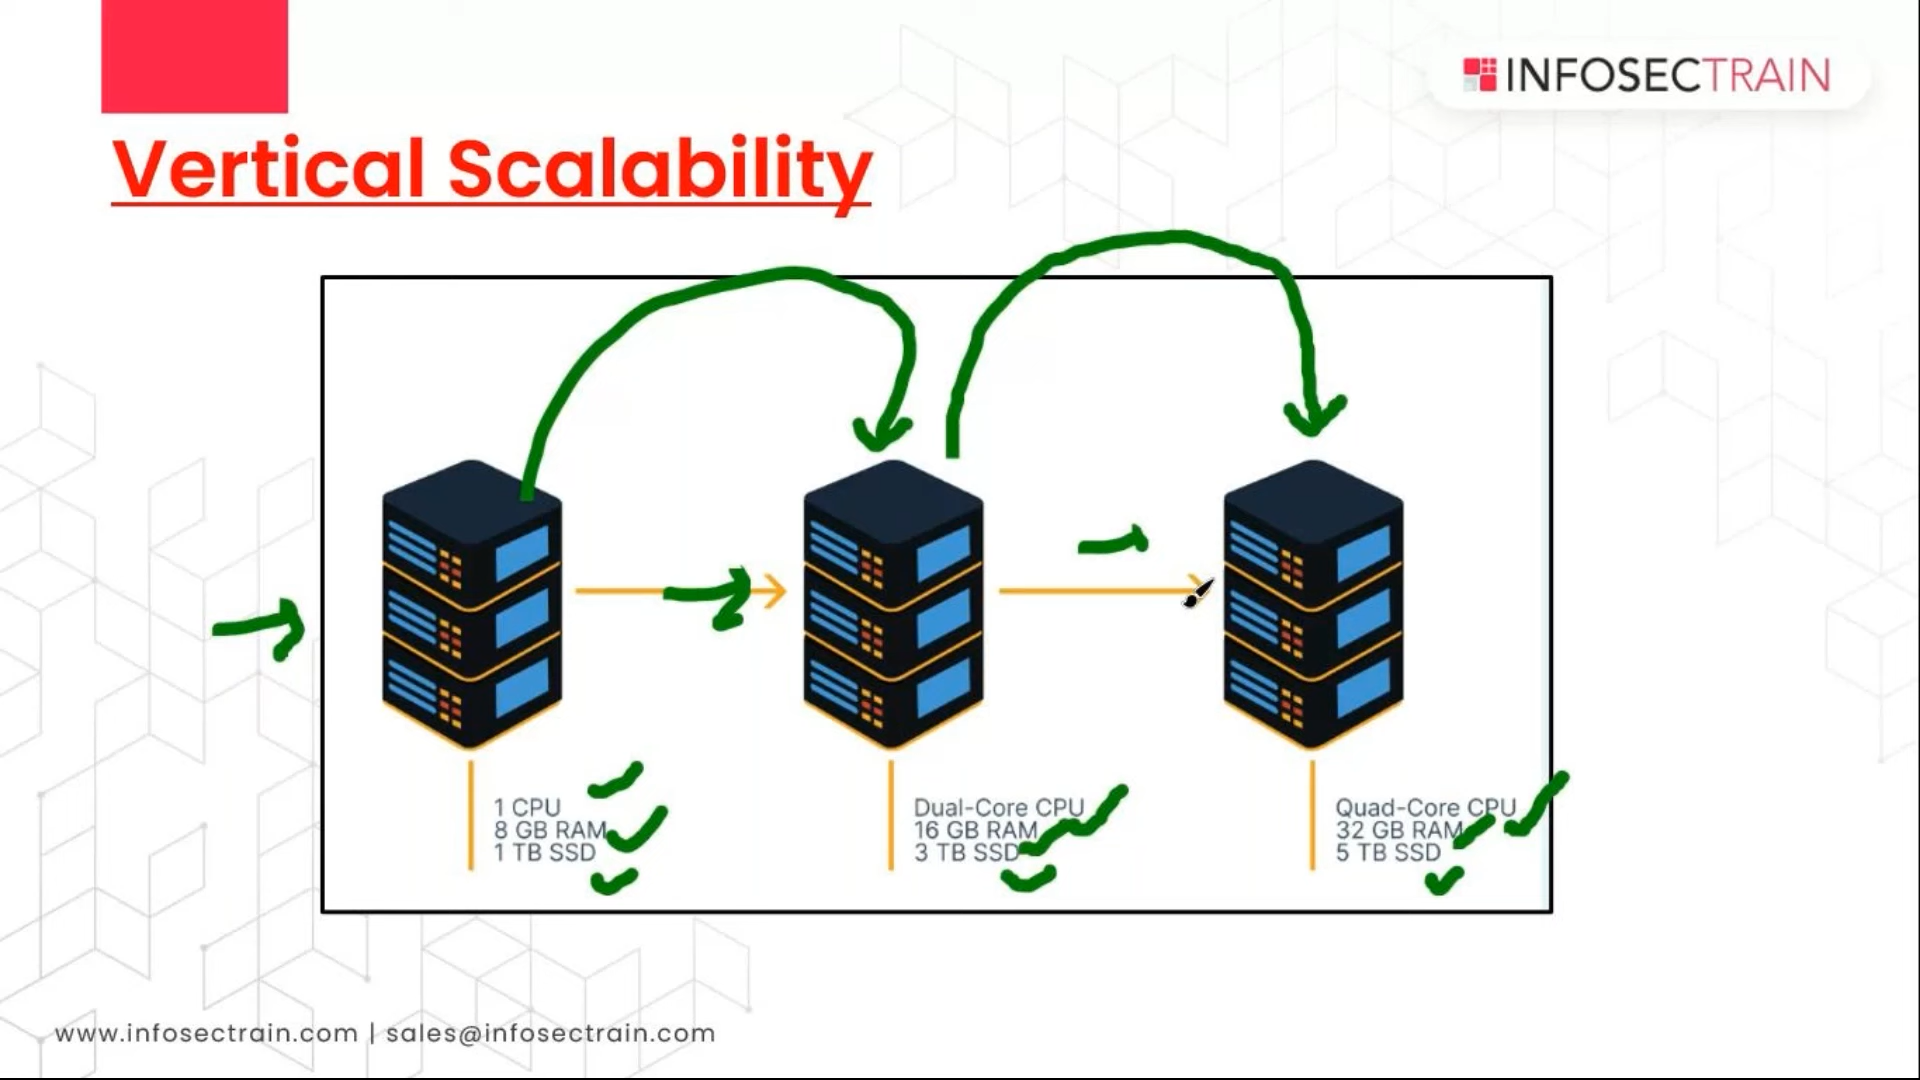 INFOSECTRAIN
Vertical Scalability
1 CPU
8 GB RAM
1 TB SSD
Dual-Core CPU
16 GB RAM
3 TB SSD
Quad-Core CPU
32 GB RAM
5 TB SSD
www.infosectrain.com | sales@infosectrain.com